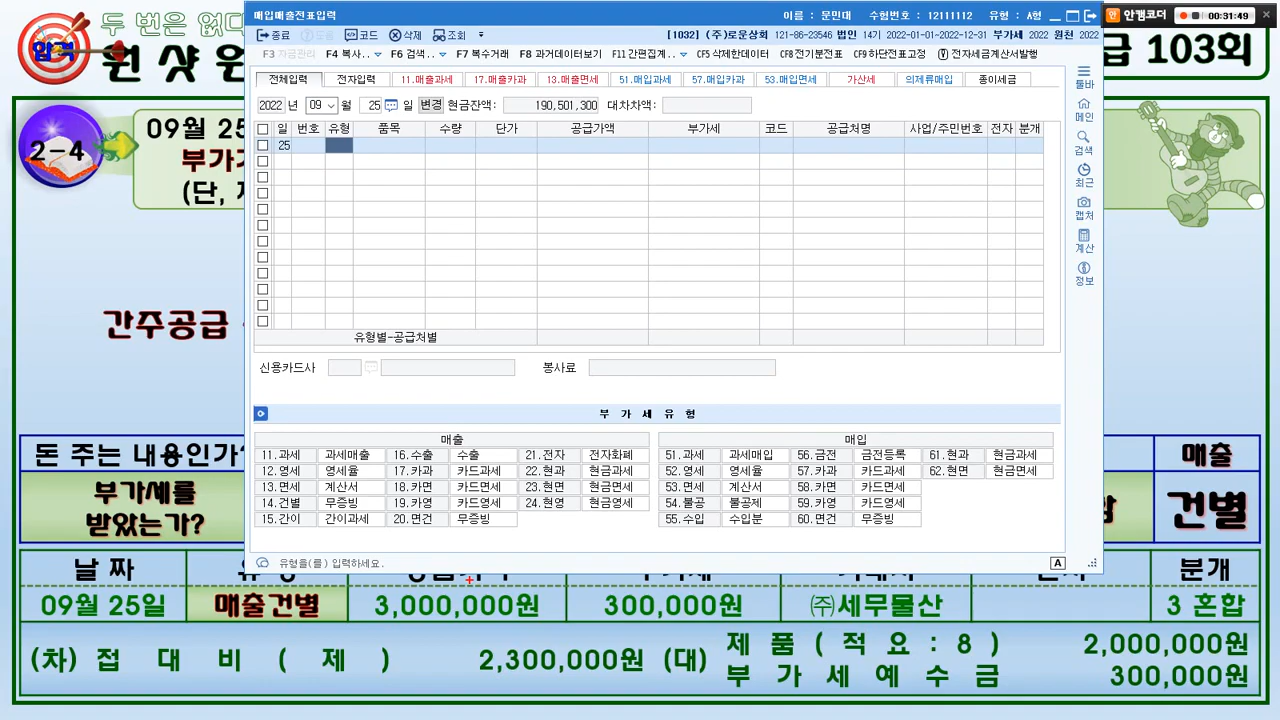 두 번은 없다
합격
원 샷 원
급 103회
매입매출전표입력
이름 : 문민대 수험번호 : 12111112 유형 : A형
안캠코더 00:31:49
종료 도움 코드 삭제 조회
[1032] (주)로운상회 121-86-23546 법인 14기 2022-01-01~2022-12-31 부가세 2022 원천 2022
F3 자금관리 F4 복사.. F6 검색.. F7 복수거래 F8 과거데이터보기 F11 간편집계.. CF5 삭제한데이터 CF8 전기분전표 CF9 하단전표고정 전자세금계산서발행
전체입력 전자입력 11.매출과세 17.매출카과 13.매출면세 51.매입과세 57.매입카과 53.매입면세 가산세 의제류매입 종이세금
2022 년 09 월 25 일 변경 현금잔액: 190,501,300 대차차액:
일 번호 유형 품목 수량 단가 공급가액 부가세 코드 공급처명 사업/주민번호 전자 분개
25
유형별-공급처별
신용카드사 봉사료
부 가 세 유 형
매출 매입
11.과세 과세매출 16.수출 수출 21.전자 전자화폐 51.과세 과세매입 56.금전 금전등록 61.현과 현금과세
12.영세 영세율 17.카과 카드과세 22.현과 현금과세 52.영세 영세율 57.카과 카드과세 62.현면 현금면세
13.면세 계산서 18.카면 카드면세 23.현면 현금면세 53.면세 계산서 58.카면 카드면세
14.건별 무증빙 19.카영 카드영세 24.현영 현금영세 54.불공 불공제 59.카영 카드영세
15.간이 간이과세 20.면건 무증빙 55.수입 수입분 60.면건 무증빙
유형을(를) 입력하세요. A
툴바
메인
검색
최근
캡처
계산
정보
2-4
09월 25
부가
(단,
간주공급
돈 주는 내용인가? 매출
부가세를
받았는가?
건별
날 짜 분개
09월 25일 매출건별 3,000,000원 300,000원 ㈜세무물산 3 혼합
(차) 접 대 비 ( 제 ) 2,300,000원 (대) 제 품 ( 적 요 : 8 ) 2,000,000원
부 가 세 예 수 금 300,000원